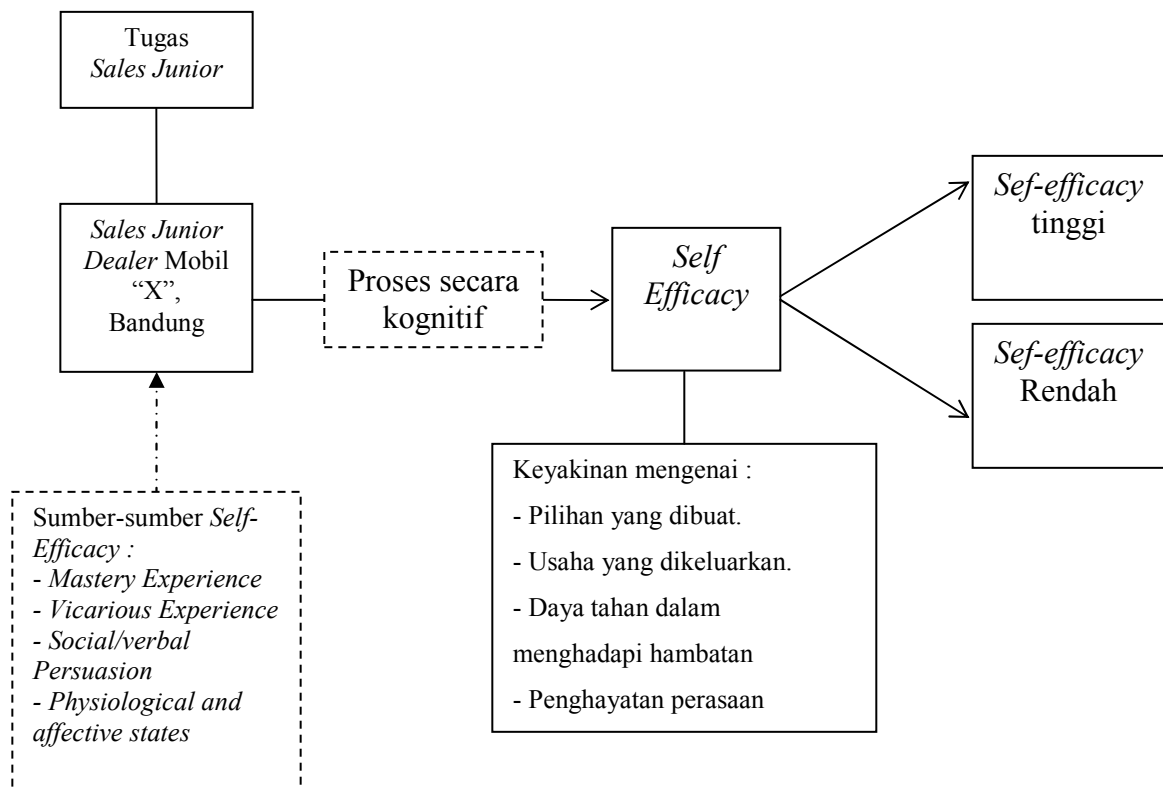 Tugas
Sales Junior
Sales Junior
Dealer Mobil
“X”,
Bandung
Proses secara
kognitif
Self
Efficacy
Sef-efficacy
tinggi
Sef-efficacy
Rendah
Sumber-sumber Self-
Efficacy :
- Mastery Experience
- Vicarious Experience
- Social/verbal
Persuasion
- Physiological and
affective states
Keyakinan mengenai :
- Pilihan yang dibuat.
- Usaha yang dikeluarkan.
- Daya tahan dalam
menghadapi hambatan
- Penghayatan perasaan